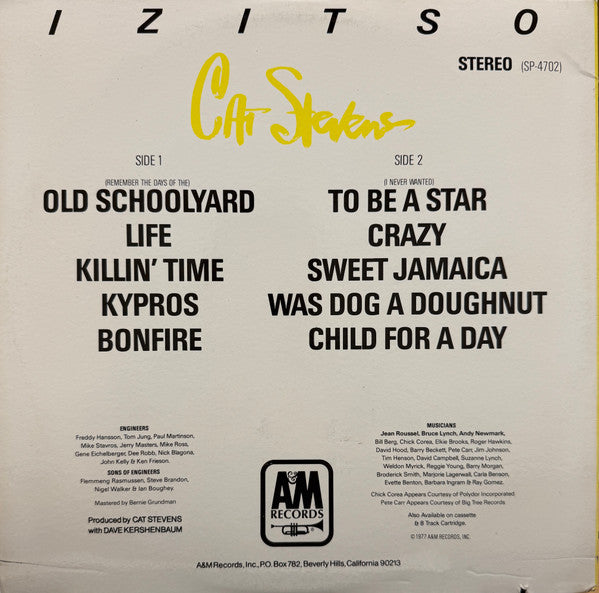 IZITSO
STEREO (SP-4702)
Cat Stevens
SIDE 1
(REMEMBER THE DAYS OF THE)
OLD SCHOOLYARD
LIFE
KILLIN' TIME
KYPROS
BONFIRE
SIDE 2
(I NEVER WANTED)
TO BE A STAR
CRAZY
SWEET JAMAICA
WAS DOG A DOUGHNUT
CHILD FOR A DAY
ENGINEERS
Freddy Hansson, Tom Jung, Paul Martinson,
Mike Stavros, Jerry Masters, Mike Ross,
Gene Eichelberger, Dee Robb, Nick Blagona,
John Kelly & Ken Frieson.
SONS OF ENGINEERS
Flemmeng Rasmussen, Steve Brandon,
Nigel Walker & Ian Boughey.
Mastered by Bernie Grundman
Produced by CAT STEVENS
with DAVE KERSHENBAUM
A&M
RECORDS
A&M Records, Inc., P.O. Box 782, Beverly Hills, California 90213
MUSICIANS
Jean Roussel, Bruce Lynch, Andy Newmark,
Bill Berg, Chick Corea, Elkie Brooks, Roger Hawkins,
David Hood, Barry Beckett, Pete Carr, Jim Johnson,
Tim Henson, David Campbell, Suzanne Lynch,
Weldon Myrick, Reggie Young, Barry Morgan,
Broderick Smith, Marjorie Lagerwall, Carla Benson,
Evette Benton, Barbara Ingram & Ray Gomez.
Chick Corea Appears Courtesy of Polydor Incorporated.
Pete Carr Appears Courtesy of Big Tree Records.
Also Available on cassette
& 8 Track Cartridge.
©1977 A&M RECORDS, INC.